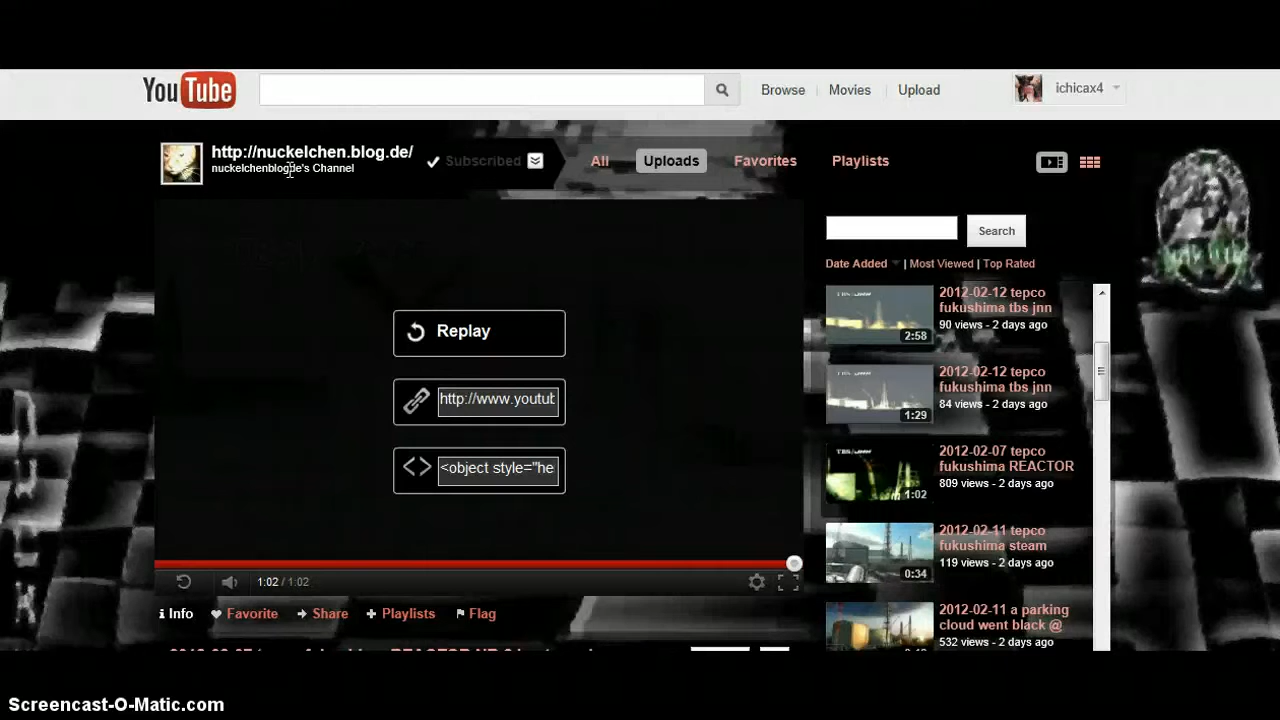 YouTube
Browse
Movies
Upload
ichicax4
http://nuckelchen.blog.de/
nuckelchenblogde's Channel
Subscribed
All
Uploads
Favorites
Playlists
Search
Date Added | Most Viewed | Top Rated
2012-02-12 tepco
fukushima tbs jnn
90 views - 2 days ago
2:58
2012-02-12 tepco
fukushima tbs jnn
84 views - 2 days ago
1:29
2012-02-07 tepco
fukushima REACTOR
809 views - 2 days ago
1:02
2012-02-11 tepco
fukushima steam
119 views - 2 days ago
0:34
2012-02-11 a parking
cloud went black @
532 views - 2 days ago
Replay
http://www.youtub
<object style="he
1:02 / 1:02
Info
Favorite
Share
Playlists
Flag
Screencast-O-Matic.com